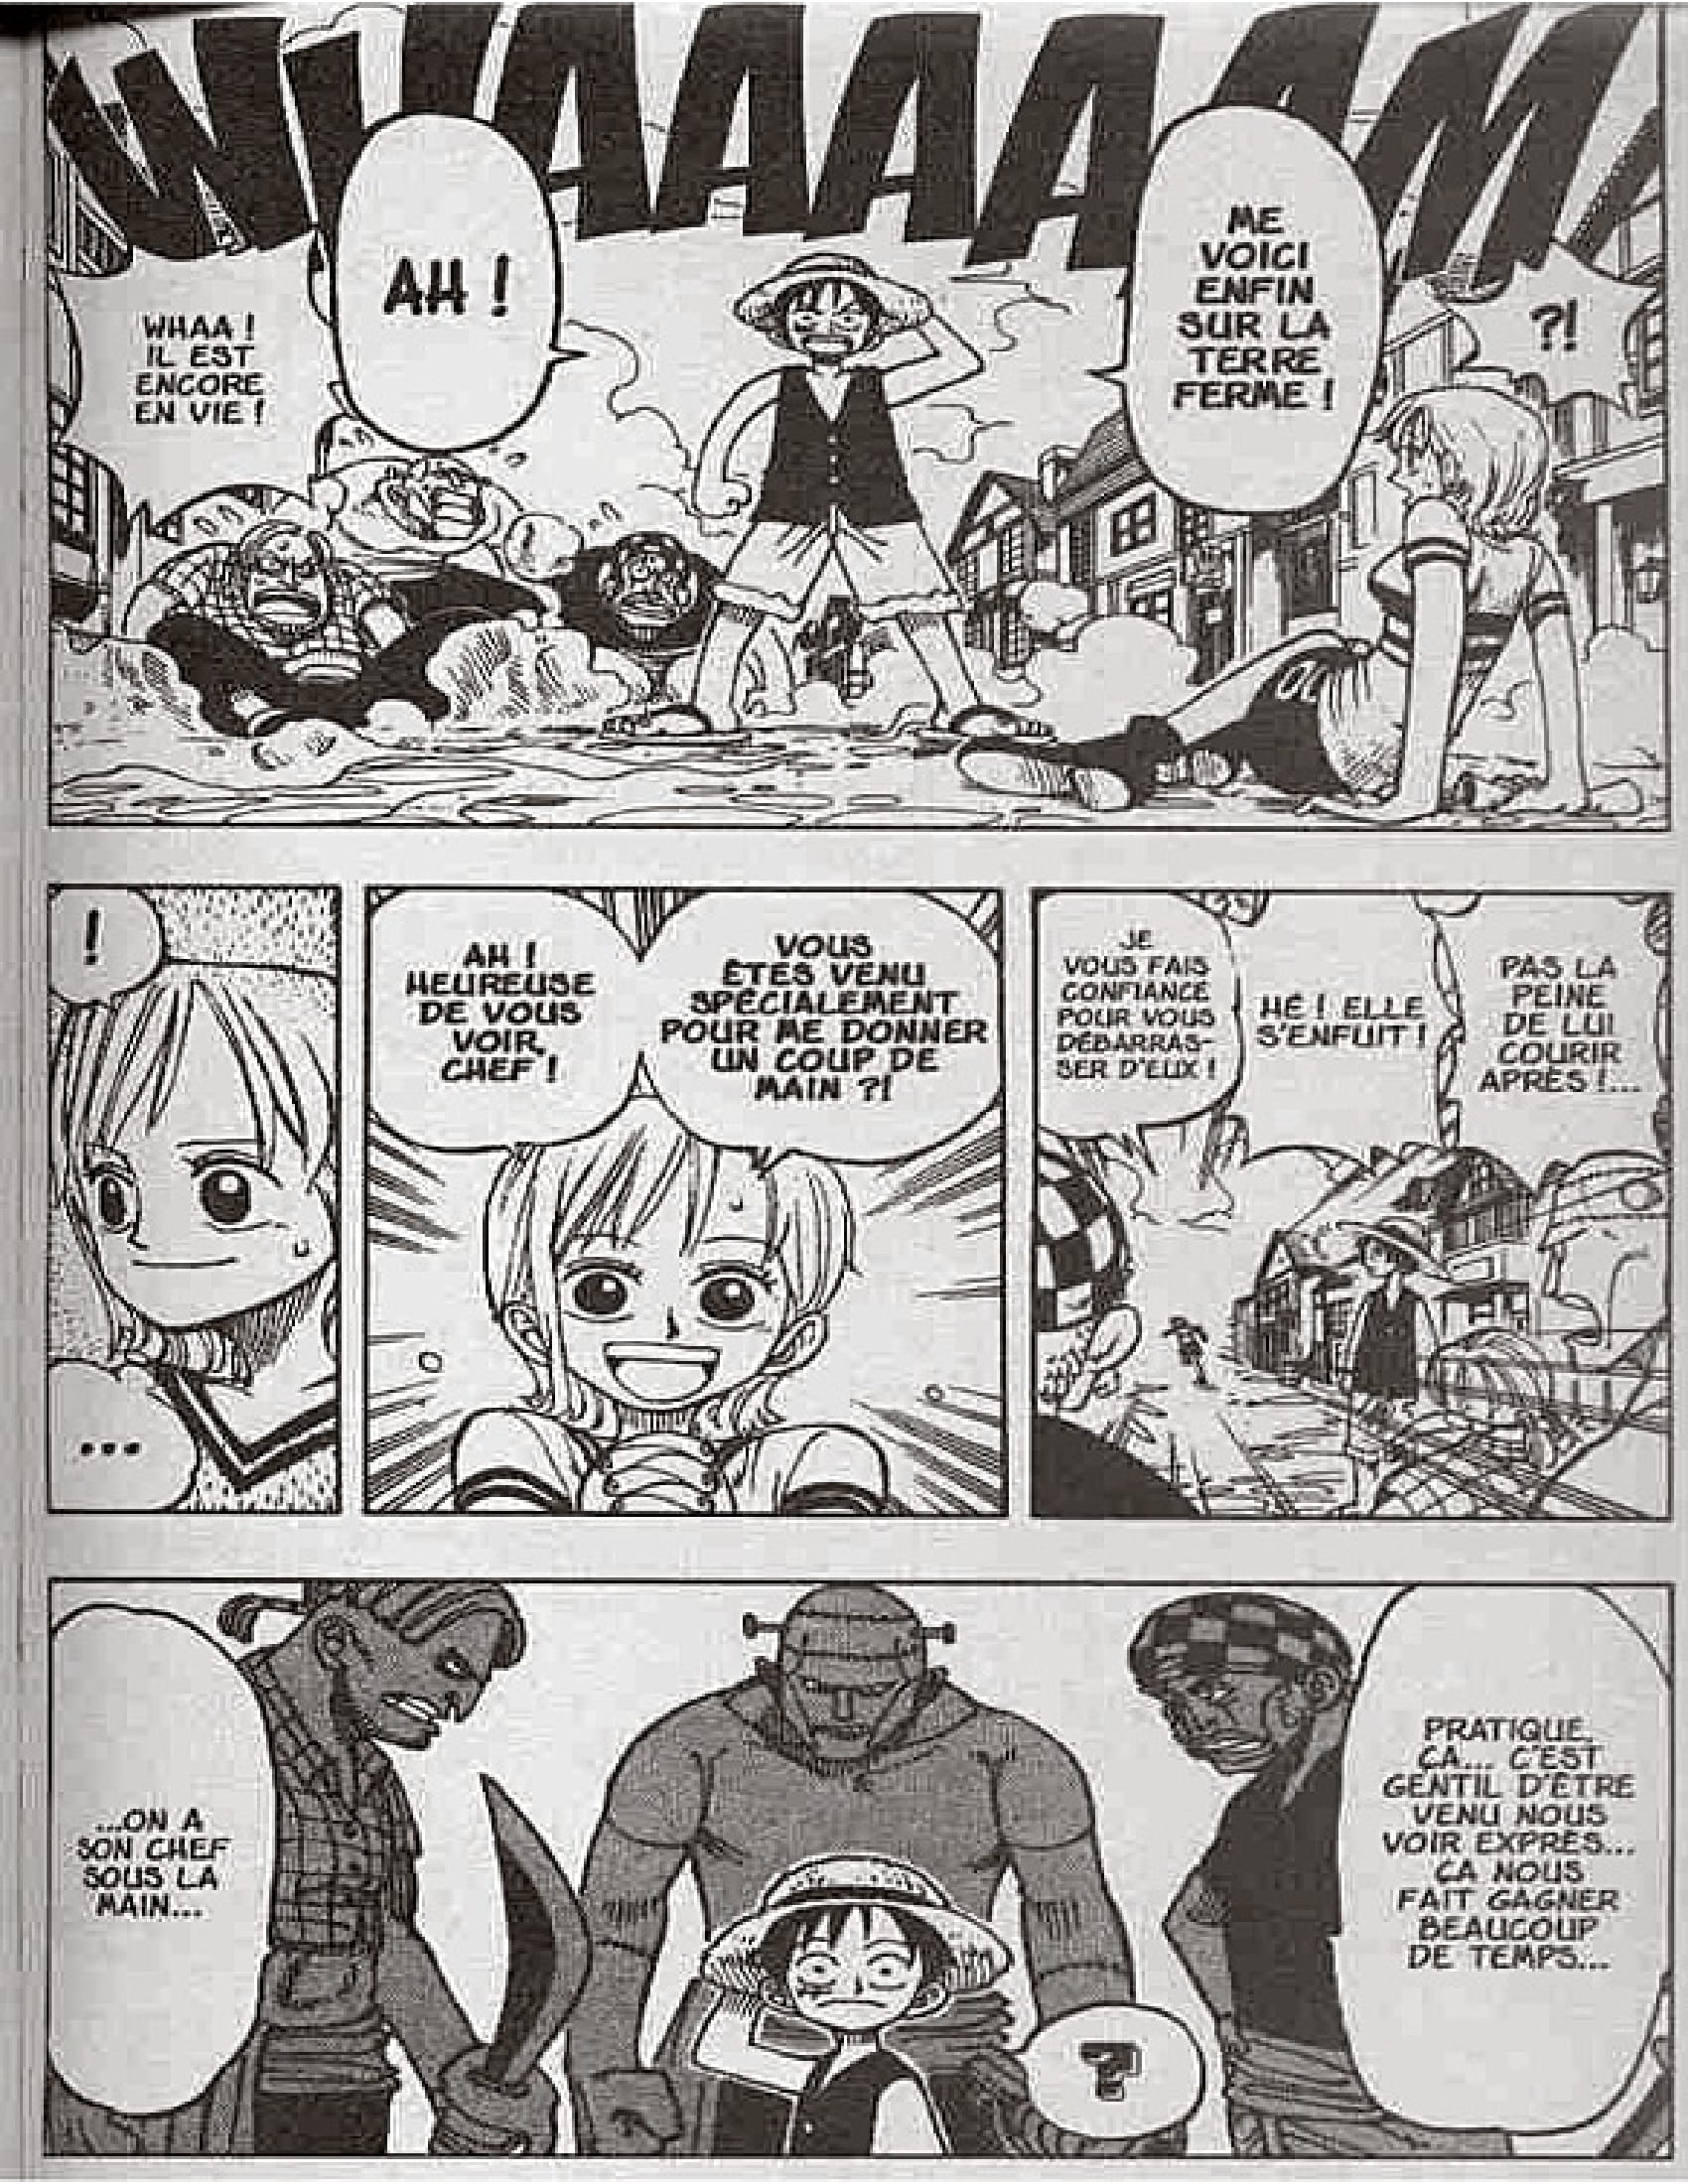 WHAAAAAM!
WHAA !
IL EST
ENCORE
EN VIE !
AH !
ME
VOICI
ENFIN
SUR LA
TERRE
FERME !
?!
!
...
AH !
HEUREUSE
DE VOUS
VOIR,
CHEF !
VOUS
ÊTES VENU
SPÉCIALEMENT
POUR ME DONNER
UN COUP DE
MAIN ?!
JE
VOUS FAIS
CONFIANCE
POUR VOUS
DÉBARRAS-
SER D'EUX !
HÉ ! ELLE
S'ENFUIT !
PAS LA
PEINE
DE LUI
COURIR
APRÈS !...
...ON A
SON CHEF
SOUS LA
MAIN...
?
PRATIQUE,
ÇA... C'EST
GENTIL D'ÊTRE
VENU NOUS
VOIR EXPRÈS...
ÇA NOUS
FAIT GAGNER
BEAUCOUP
DE TEMPS...